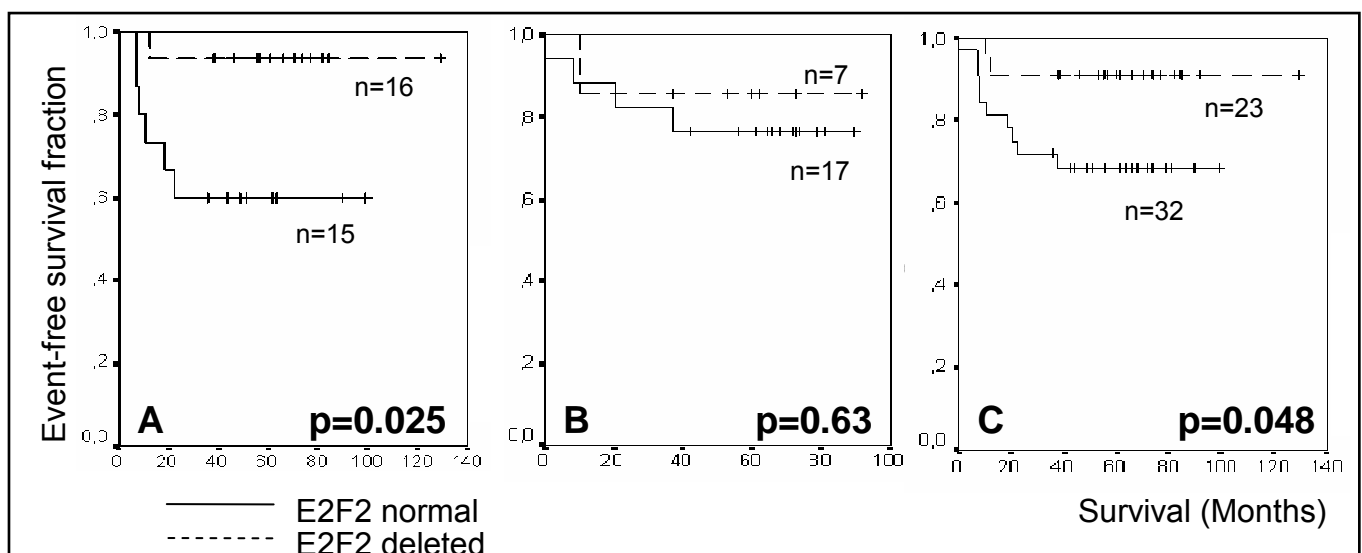 Event-free survival fraction
1,0
,8
,6
,4
,2
0,0
n=16
n=15
A
p=0.025
0 20 40 60 80 100 120 140
1,0
,8
,6
,4
,2
0,0
n=7
n=17
B
p=0.63
0 20 40 60 80 100
1,0
,8
,6
,4
,2
0,0
n=23
n=32
C
p=0.048
0 20 40 60 80 100 120 140
E2F2 normal
E2F2 deleted
Survival (Months)